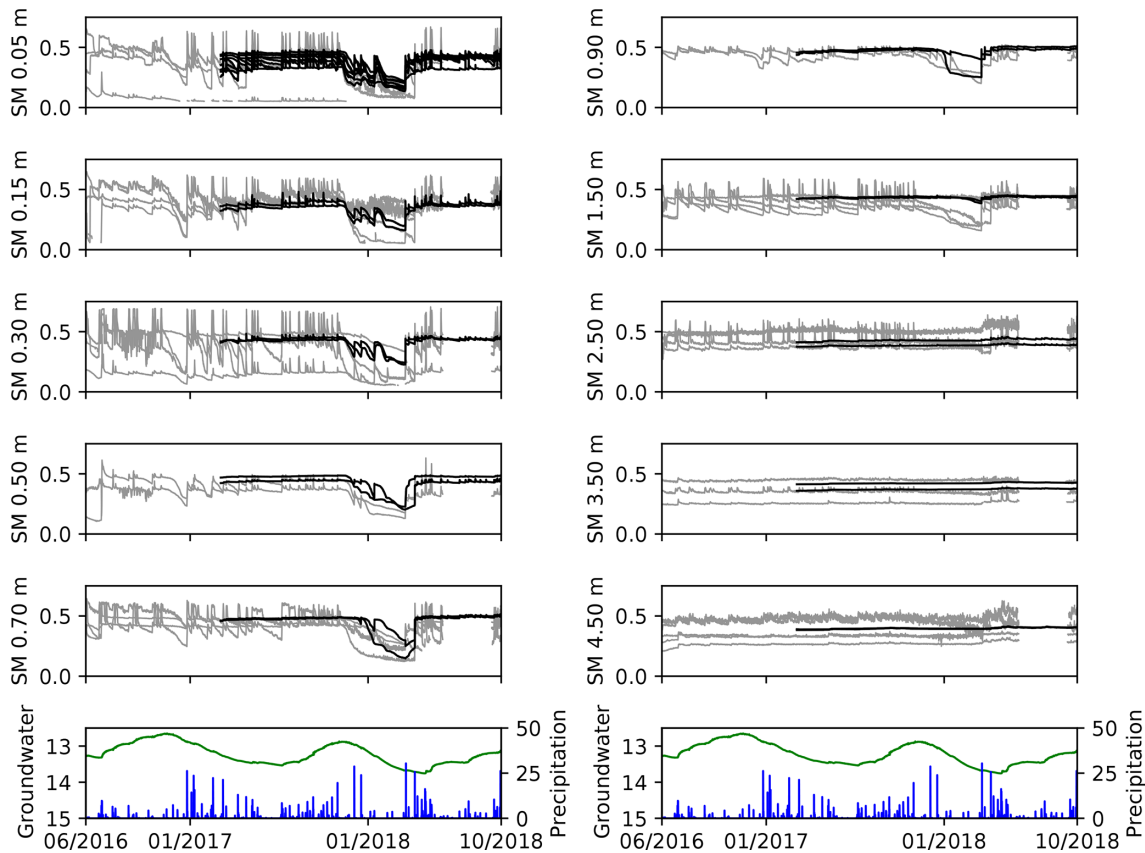 SM 0.05 m
0.5
0.0
SM 0.15 m
0.5
0.0
SM 0.30 m
0.5
0.0
SM 0.50 m
0.5
0.0
SM 0.70 m
0.5
0.0
Groundwater
13
14
15
50
25
0
Precipitation
06/2016
01/2017
01/2018
10/2018
SM 0.90 m
0.5
0.0
SM 1.50 m
0.5
0.0
SM 2.50 m
0.5
0.0
SM 3.50 m
0.5
0.0
SM 4.50 m
0.5
0.0
Groundwater
13
14
15
50
25
0
Precipitation
06/2016
01/2017
01/2018
10/2018